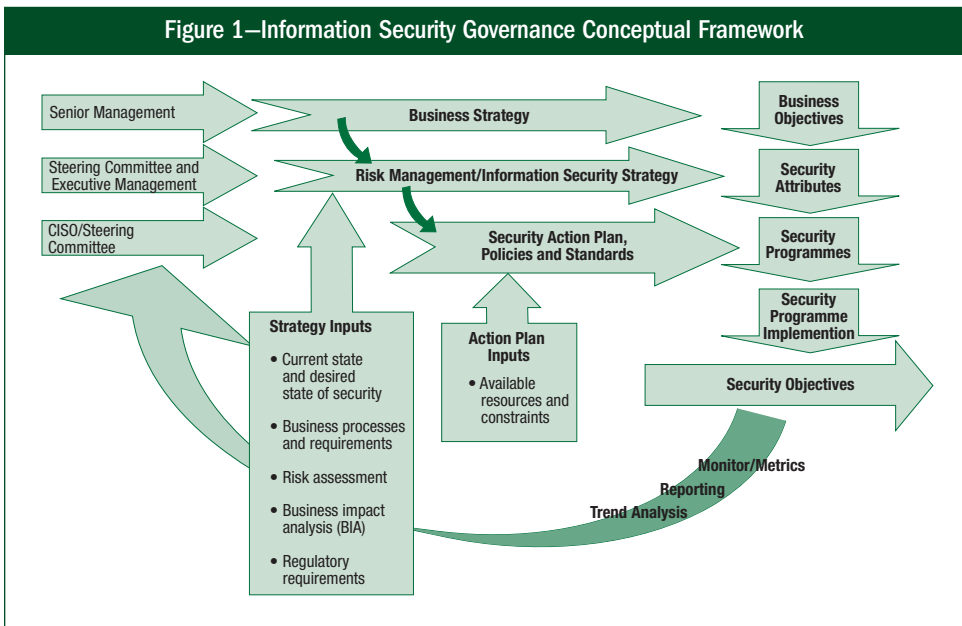 Figure 1—Information Security Governance Conceptual Framework
Senior Management
Business Strategy
Business
Objectives
Steering Committee and
Executive Management
Risk Management/Information Security Strategy
Security
Attributes
CISO/Steering
Committee
Security Action Plan,
Policies and Standards
Security
Programmes
Security
Programme
Implemention
Strategy Inputs
• Current state
and desired
state of security
• Business processes
and requirements
• Risk assessment
• Business impact
analysis (BIA)
• Regulatory
requirements
Action Plan
Inputs
• Available
resources and
constraints
Security Objectives
Monitor/Metrics
Reporting
Trend Analysis